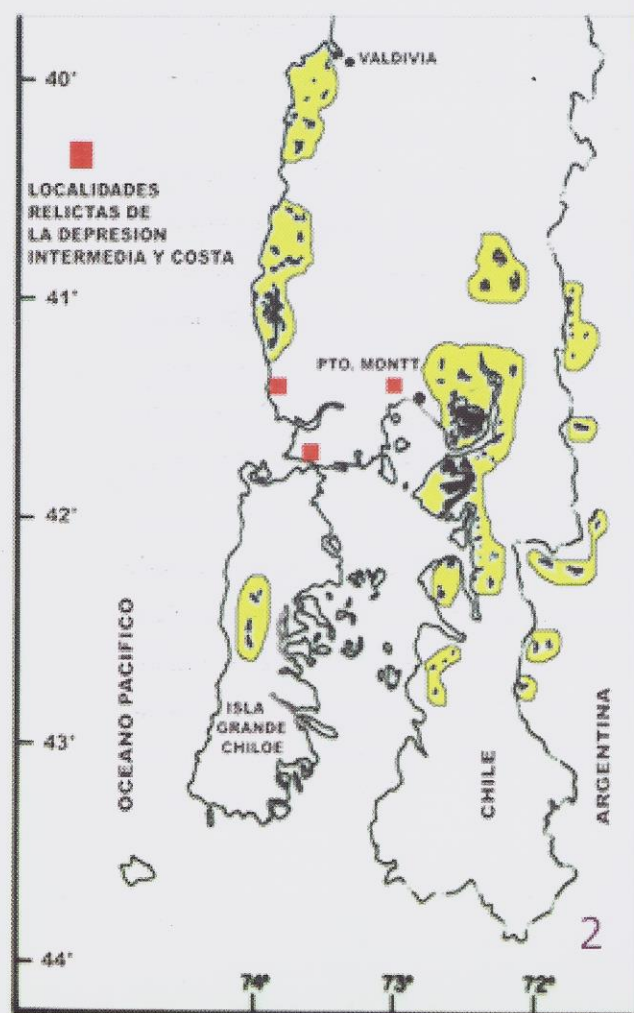 40°
VALDIVIA
LOCALIDADES
RELICTAS DE
LA DEPRESION
INTERMEDIA Y COSTA
41°
PTO. MONTT
42°
OCEANO PACIFICO
ISLA
GRANDE
CHILOE
43°
CHILE
ARGENTINA
2
44°
74°
73°
72°